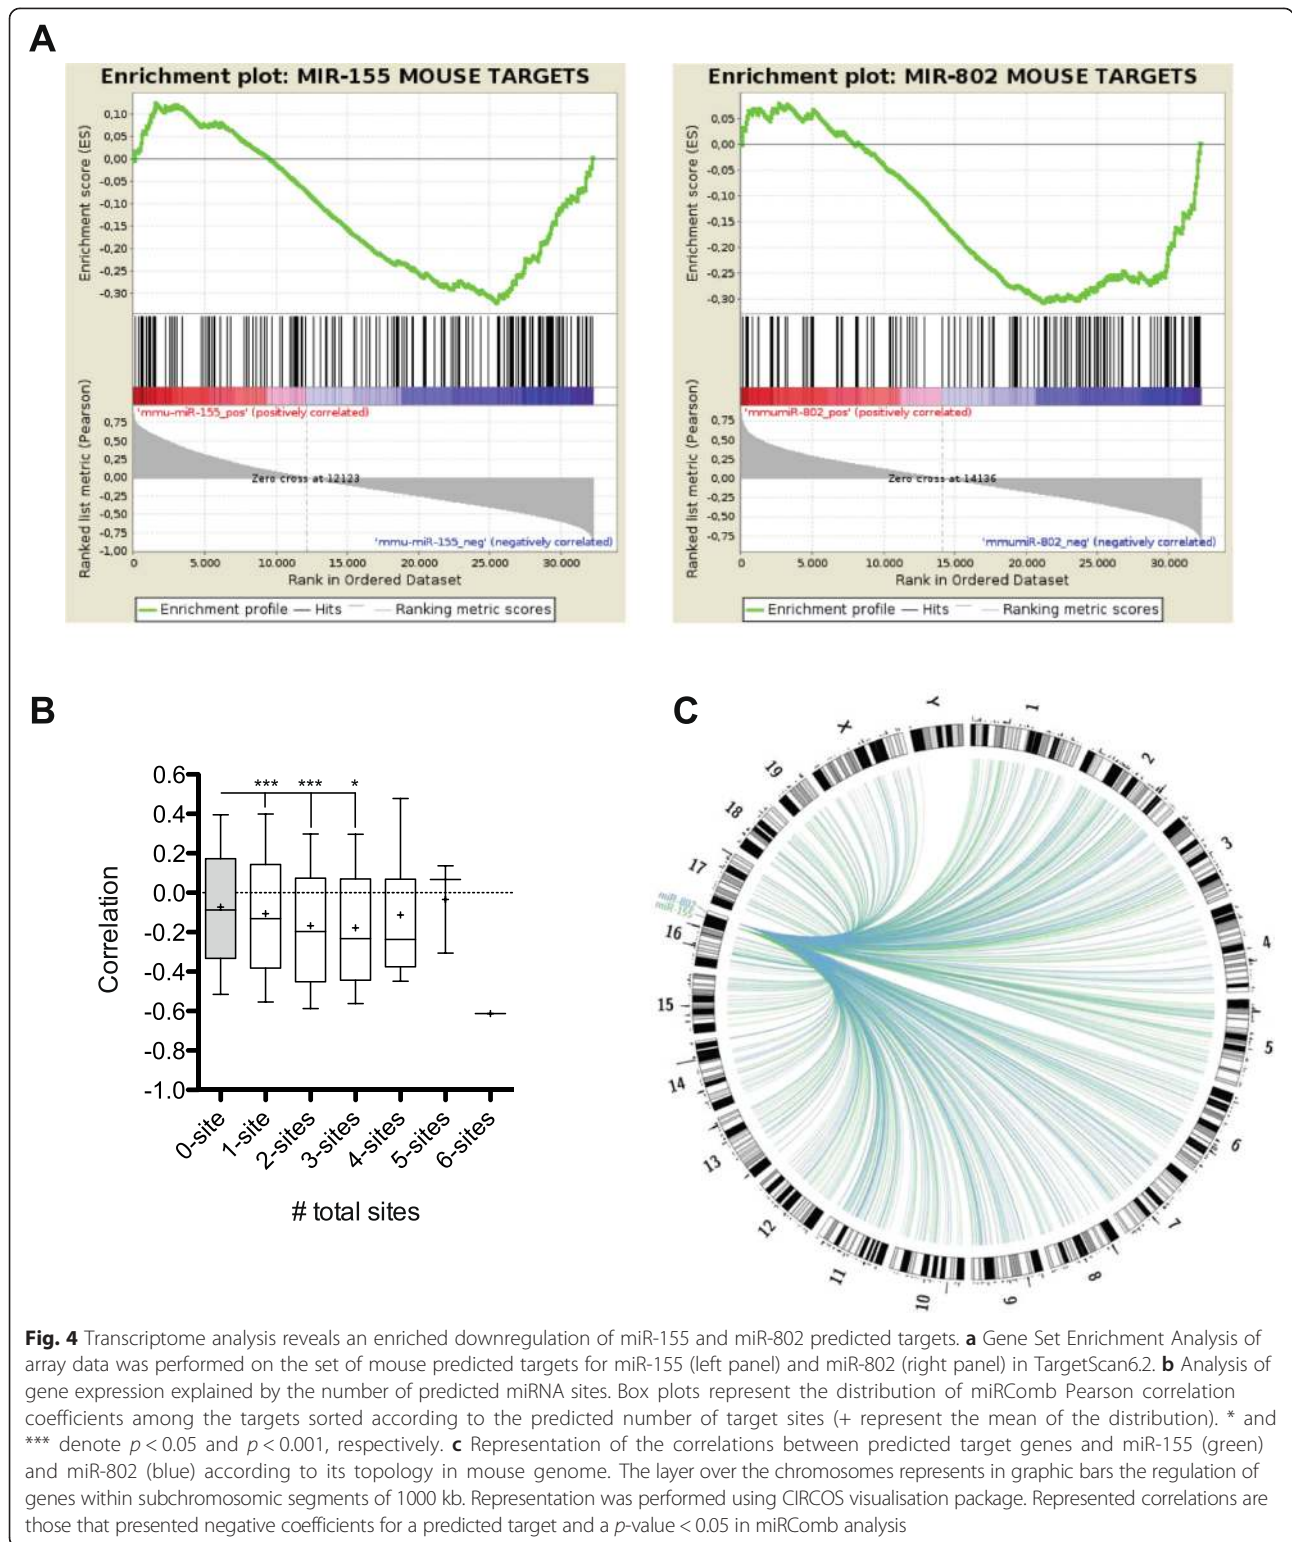 A
Enrichment plot: MIR-155 MOUSE TARGETS
Enrichment score (ES)
0,10
0,05
0,00
-0,05
-0,10
-0,15
-0,20
-0,25
-0,30
'mmu-miR-155_pos' (positively correlated)
Ranked list metric (Pearson)
0,75
0,50
0,25
0,00
-0,25
-0,50
-0,75
-1,00
Zero cross at 12123
'mmu-miR-155_neg' (negatively correlated)
0 5.000 10.000 15.000 20.000 25.000 30.000
Rank in Ordered Dataset
Enrichment profile Hits Ranking metric scores
Enrichment plot: MIR-802 MOUSE TARGETS
Enrichment score (ES)
0,05
0,00
-0,05
-0,10
-0,15
-0,20
-0,25
-0,30
'mmumiR-802_pos' (positively correlated)
Ranked list metric (Pearson)
0,75
0,50
0,25
0,00
-0,25
-0,50
-0,75
Zero cross at 14136
'mmumiR-802_neg' (negatively correlated)
0 5.000 10.000 15.000 20.000 25.000 30.000
Rank in Ordered Dataset
Enrichment profile Hits Ranking metric scores
B
Correlation
0.6
0.4
0.2
0.0
-0.2
-0.4
-0.6
-0.8
-1.0
*** *** *
0-site 1-site 2-sites 3-sites 4-sites 5-sites 6-sites
# total sites
C
1
2
3
4
5
6
7
8
9
10
11
12
13
14
15
16
17
18
19
X
Y
miR-802
miR-155
Fig. 4 Transcriptome analysis reveals an enriched downregulation of miR-155 and miR-802 predicted targets. a Gene Set Enrichment Analysis of
array data was performed on the set of mouse predicted targets for miR-155 (left panel) and miR-802 (right panel) in TargetScan6.2. b Analysis of
gene expression explained by the number of predicted miRNA sites. Box plots represent the distribution of miRComb Pearson correlation
coefficients among the targets sorted according to the predicted number of target sites (+ represent the mean of the distribution). * and
*** denote p < 0.05 and p < 0.001, respectively. c Representation of the correlations between predicted target genes and miR-155 (green)
and miR-802 (blue) according to its topology in mouse genome. The layer over the chromosomes represents in graphic bars the regulation of
genes within subchromosomic segments of 1000 kb. Representation was performed using CIRCOS visualisation package. Represented correlations are
those that presented negative coefficients for a predicted target and a p-value < 0.05 in miRComb analysis